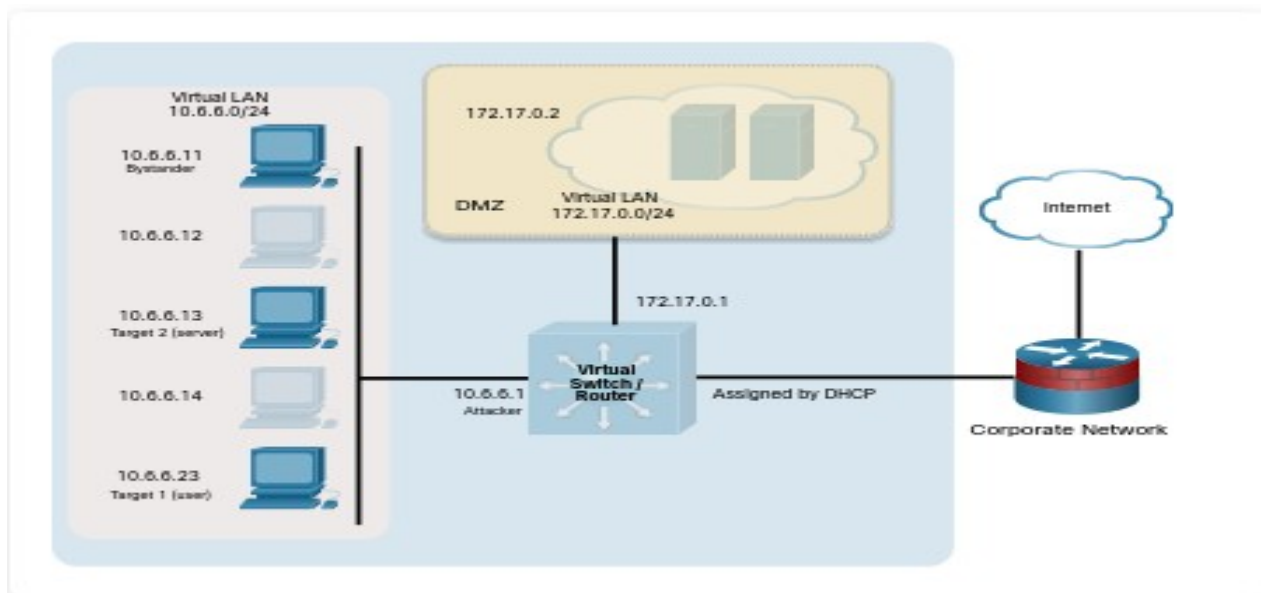 Virtual LAN
10.6.6.0/24
10.6.6.11
Bystander
10.6.6.12
10.6.6.13
Target 2 (server)
10.6.6.14
10.6.6.23
Target 1 (user)
172.17.0.2
DMZ
Virtual LAN
172.17.0.0/24
172.17.0.1
10.6.6.1
Attacker
Virtual
Switch /
Router
Assigned by DHCP
Internet
Corporate Network